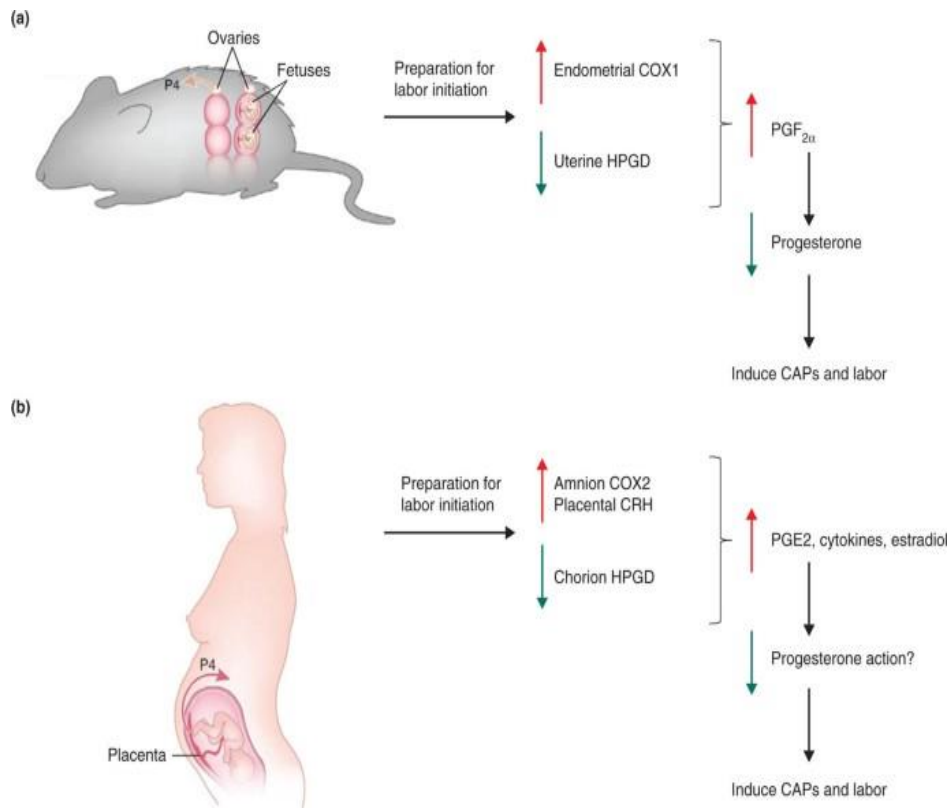 (a)
Ovaries
Fetuses
P4
Preparation for
labor initiation
Endometrial COX1
Uterine HPGD
PGF2α
Progesterone
Induce CAPs and labor
(b)
P4
Placenta
Preparation for
labor initiation
Amnion COX2
Placental CRH
Chorion HPGD
PGE2, cytokines, estradiol
Progesterone action?
Induce CAPs and labor